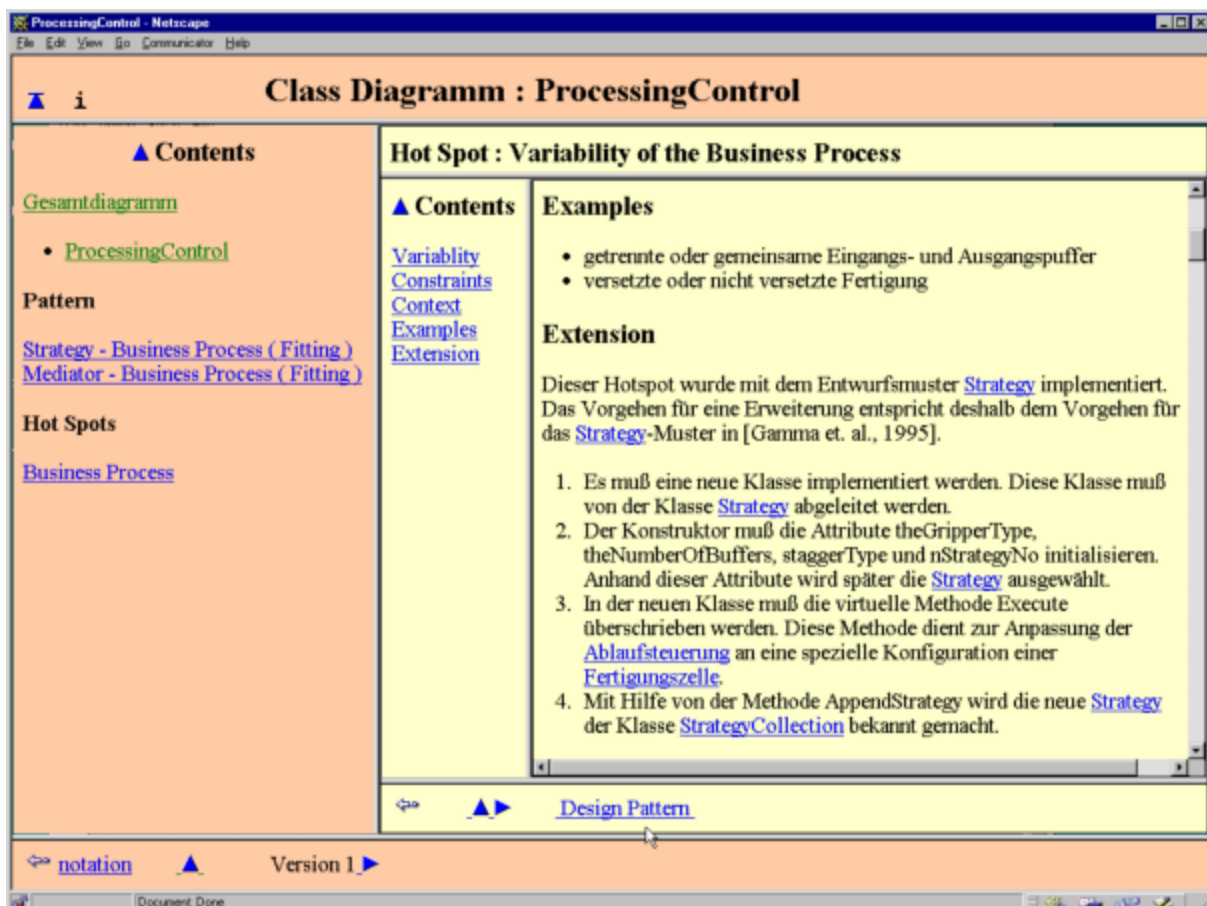 ProcessingControl - Netscape
File Edit View Go Communicator Help
i
Class Diagramm : ProcessingControl
Contents
Gesamtdiagramm
• ProcessingControl
Pattern
Strategy - Business Process ( Fitting )
Mediator - Business Process ( Fitting )
Hot Spots
Business Process
Hot Spot : Variability of the Business Process
Contents
Variablity
Constraints
Context
Examples
Extension
Examples
• getrennte oder gemeinsame Eingangs- und Ausgangspuffer
• versetzte oder nicht versetzte Fertigung
Extension
Dieser Hotspot wurde mit dem Entwurfsmuster Strategy implementiert.
Das Vorgehen für eine Erweiterung entspricht deshalb dem Vorgehen für
das Strategy-Muster in [Gamma et. al., 1995].
1. Es muß eine neue Klasse implementiert werden. Diese Klasse muß
von der Klasse Strategy abgeleitet werden.
2. Der Konstruktor muß die Attribute theGripperType,
theNumberOfBuffers, staggerType und nStrategyNo initialisieren.
Anhand dieser Attribute wird später die Strategy ausgewählt.
3. In der neuen Klasse muß die virtuelle Methode Execute
überschrieben werden. Diese Methode dient zur Anpassung der
Ablaufsteuerung an eine spezielle Konfiguration einer
Fertigungszelle.
4. Mit Hilfe von der Methode AppendStrategy wird die neue Strategy
der Klasse StrategyCollection bekannt gemacht.
Design Pattern
notation
Version 1
Document Done